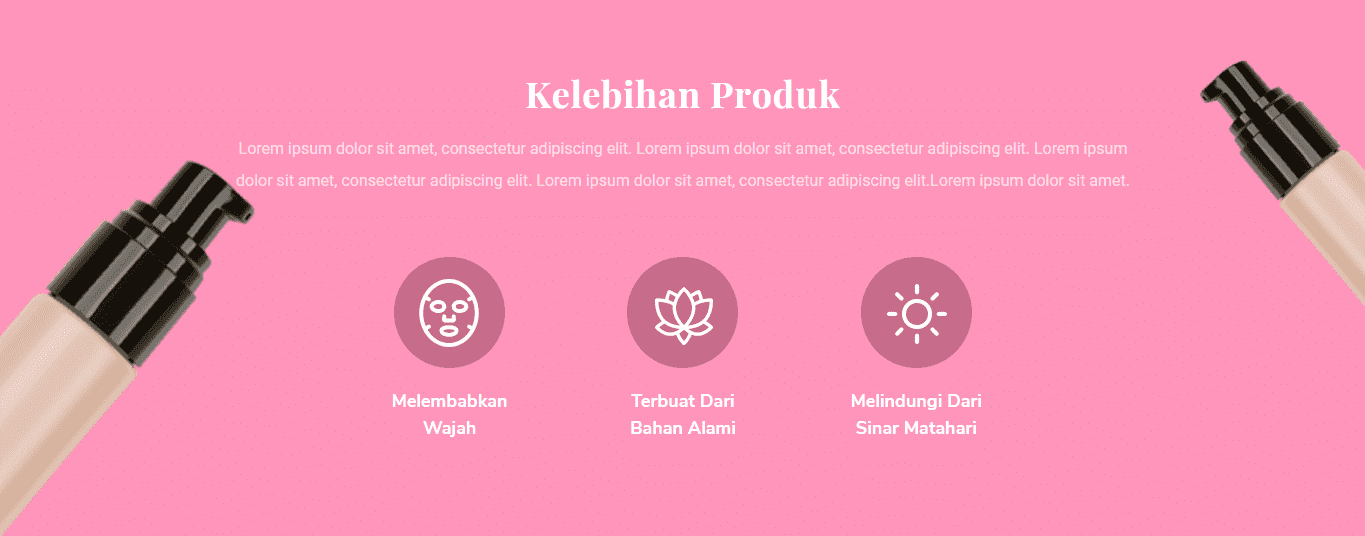 Kelebihan Produk
Lorem ipsum dolor sit amet, consectetur adipiscing elit. Lorem ipsum dolor sit amet, consectetur adipiscing elit. Lorem ipsum
dolor sit amet, consectetur adipiscing elit. Lorem ipsum dolor sit amet, consectetur adipiscing elit.Lorem ipsum dolor sit amet.
Melembabkan
Wajah
Terbuat Dari
Bahan Alami
Melindungi Dari
Sinar Matahari